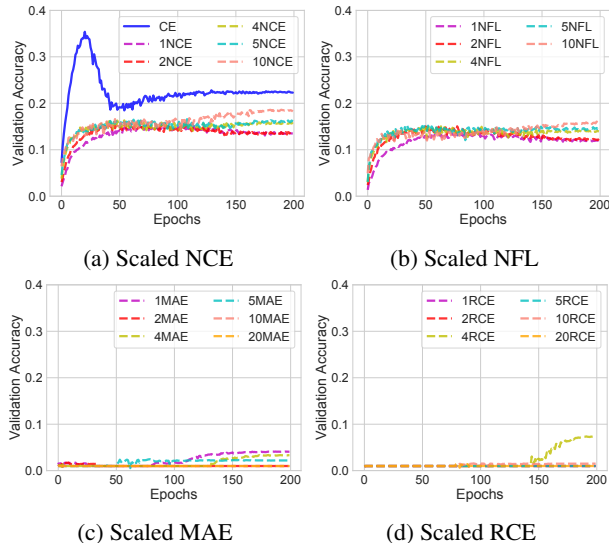 0.4
0.3
0.2
0.1
0.0
Validation Accuracy
CE
1NCE
2NCE
4NCE
5NCE
10NCE
0 50 100 150 200
Epochs
(a) Scaled NCE
0.4
0.3
0.2
0.1
0.0
Validation Accuracy
1NFL
2NFL
4NFL
5NFL
10NFL
0 50 100 150 200
Epochs
(b) Scaled NFL
0.4
0.3
0.2
0.1
0.0
Validation Accuracy
1MAE
2MAE
4MAE
5MAE
10MAE
20MAE
0 50 100 150 200
Epochs
(c) Scaled MAE
0.4
0.3
0.2
0.1
0.0
Validation Accuracy
1RCE
2RCE
4RCE
5RCE
10RCE
20RCE
0 50 100 150 200
Epochs
(d) Scaled RCE